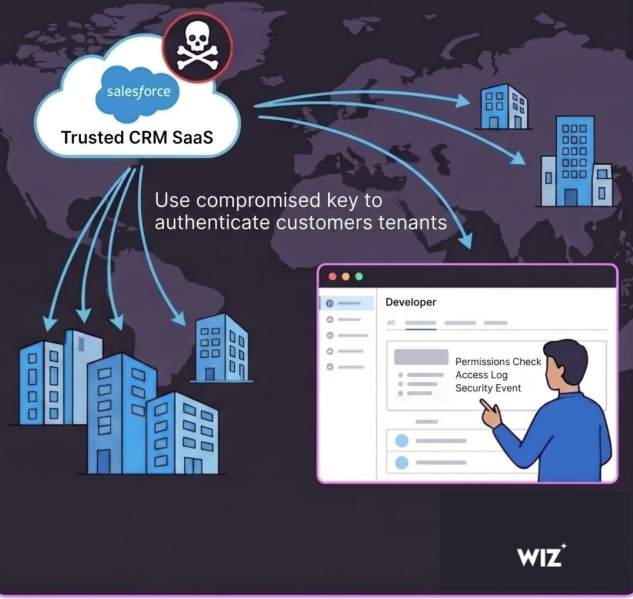 salesforce
Trusted CRM SaaS
Use compromised key to
authenticate customers tenants
Developer
All
Permissions Check
Access Log
Security Event
WIZ